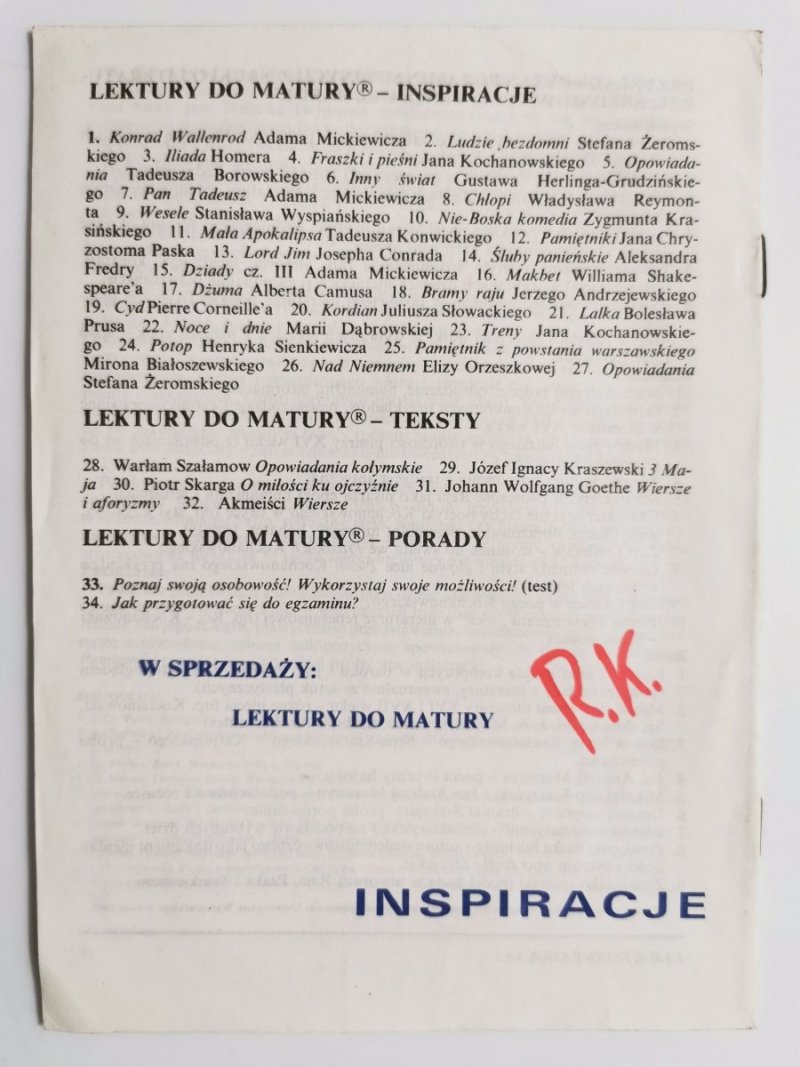 LEKTURY DO MATURY® – INSPIRACJE
1. Konrad Wallenrod Adama Mickiewicza 2. Ludzie bezdomni Stefana Żeroms-
kiego 3. Iliada Homera 4. Fraszki i pieśni Jana Kochanowskiego 5. Opowiada-
nia Tadeusza Borowskiego 6. Inny świat Gustawa Herlinga-Grudzińskie-
go 7. Pan Tadeusz Adama Mickiewicza 8. Chłopi Władysława Reymon-
ta 9. Wesele Stanisława Wyspiańskiego 10. Nie-Boska komedia Zygmunta Kra-
sińskiego 11. Mała Apokalipsa Tadeusza Konwickiego 12. Pamiętniki Jana Chry-
zostoma Paska 13. Lord Jim Josepha Conrada 14. Śluby panieńskie Aleksandra
Fredry 15. Dziady cz. III Adama Mickiewicza 16. Makbet Williama Shake-
speare'a 17. Dżuma Alberta Camusa 18. Bramy raju Jerzego Andrzejewskiego
19. Cyd Pierre Corneille'a 20. Kordian Juliusza Słowackiego 21. Lalka Bolesława
Prusa 22. Noce i dnie Marii Dąbrowskiej 23. Treny Jana Kochanowskie-
go 24. Potop Henryka Sienkiewicza 25. Pamiętnik z powstania warszawskiego
Mirona Białoszewskiego 26. Nad Niemnem Elizy Orzeszkowej 27. Opowiadania
Stefana Żeromskiego
LEKTURY DO MATURY® – TEKSTY
28. Warłam Szałamow Opowiadania kołymskie 29. Józef Ignacy Kraszewski 3 Ma-
ja 30. Piotr Skarga O miłości ku ojczyźnie 31. Johann Wolfgang Goethe Wiersze
i aforyzmy 32. Akmeiści Wiersze
LEKTURY DO MATURY® – PORADY
33. Poznaj swoją osobowość! Wykorzystaj swoje możliwości! (test)
34. Jak przygotować się do egzaminu?
W SPRZEDAŻY:
LEKTURY DO MATURY
R.K.
INSPIRACJE